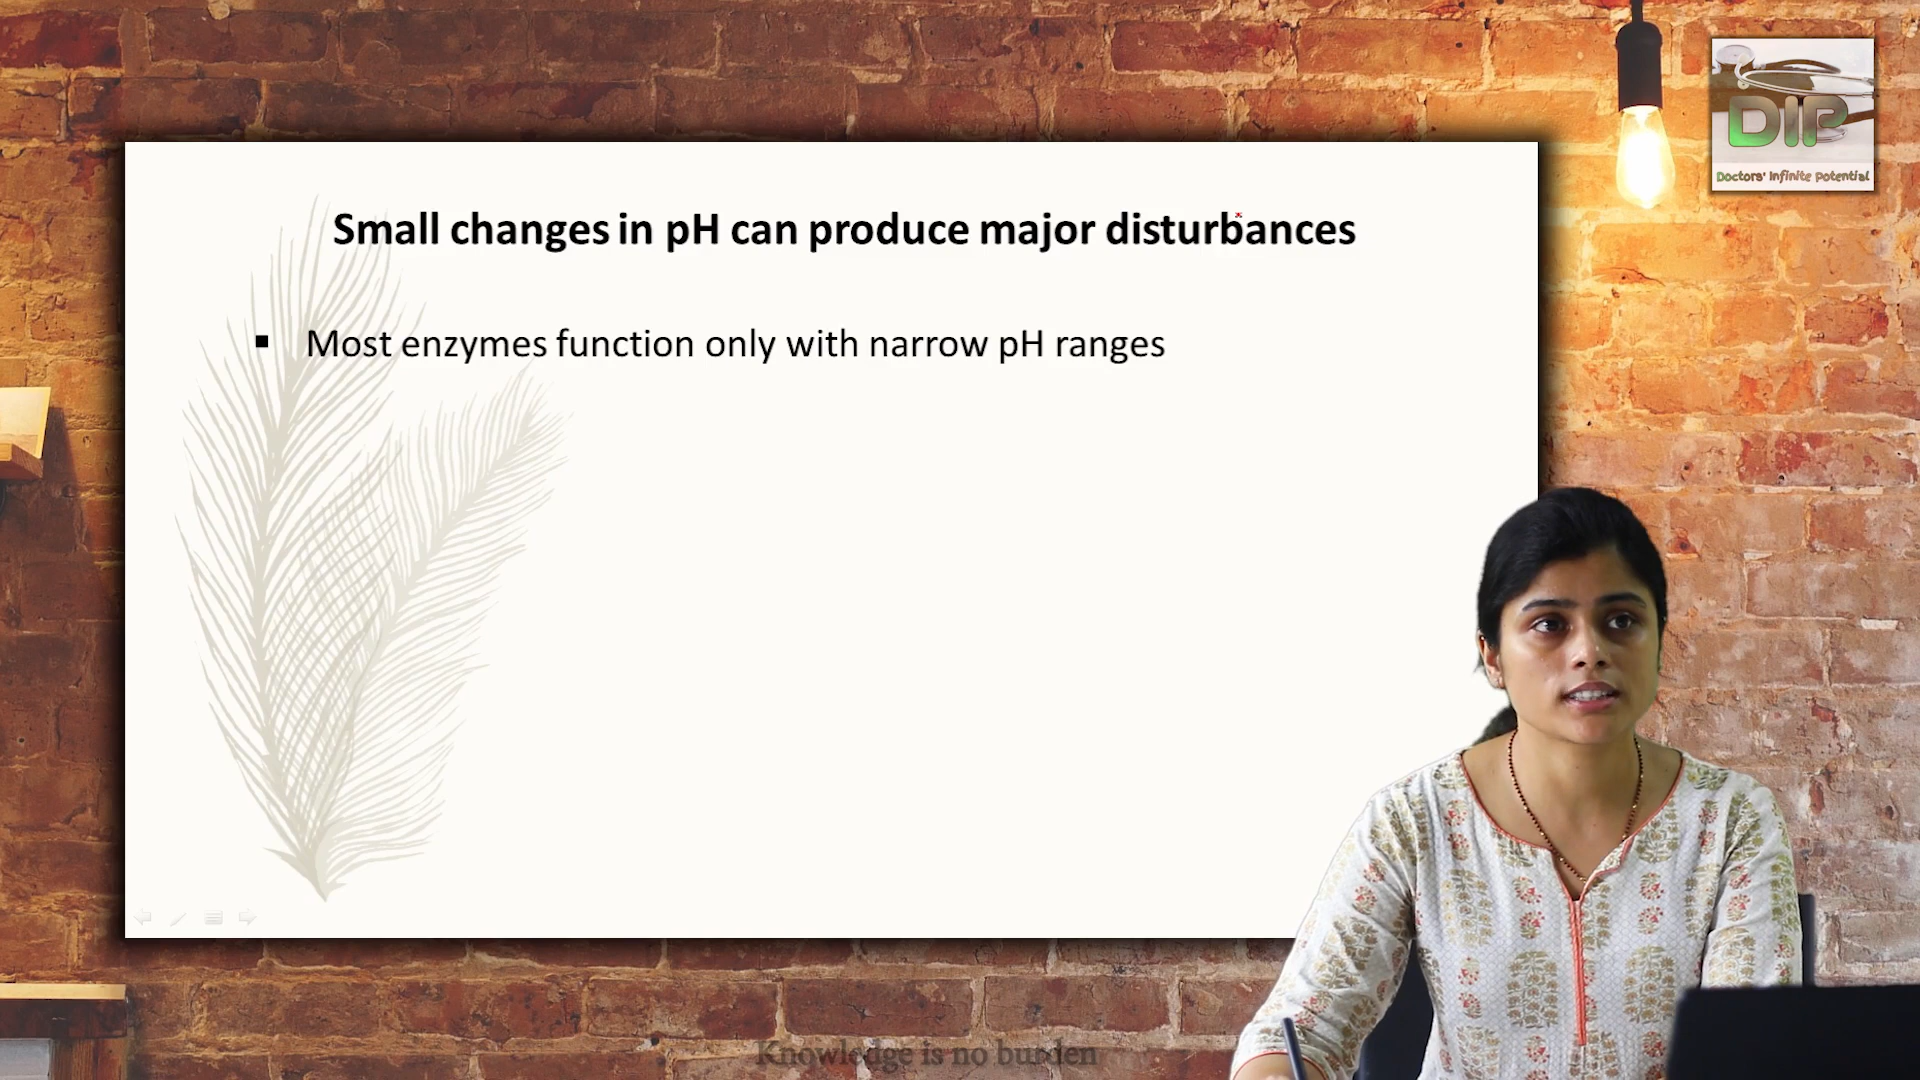 DIP
Doctors' Infinite Potential
Small changes in pH can produce major disturbances
▪ Most enzymes function only with narrow pH ranges
Knowledge is no burden